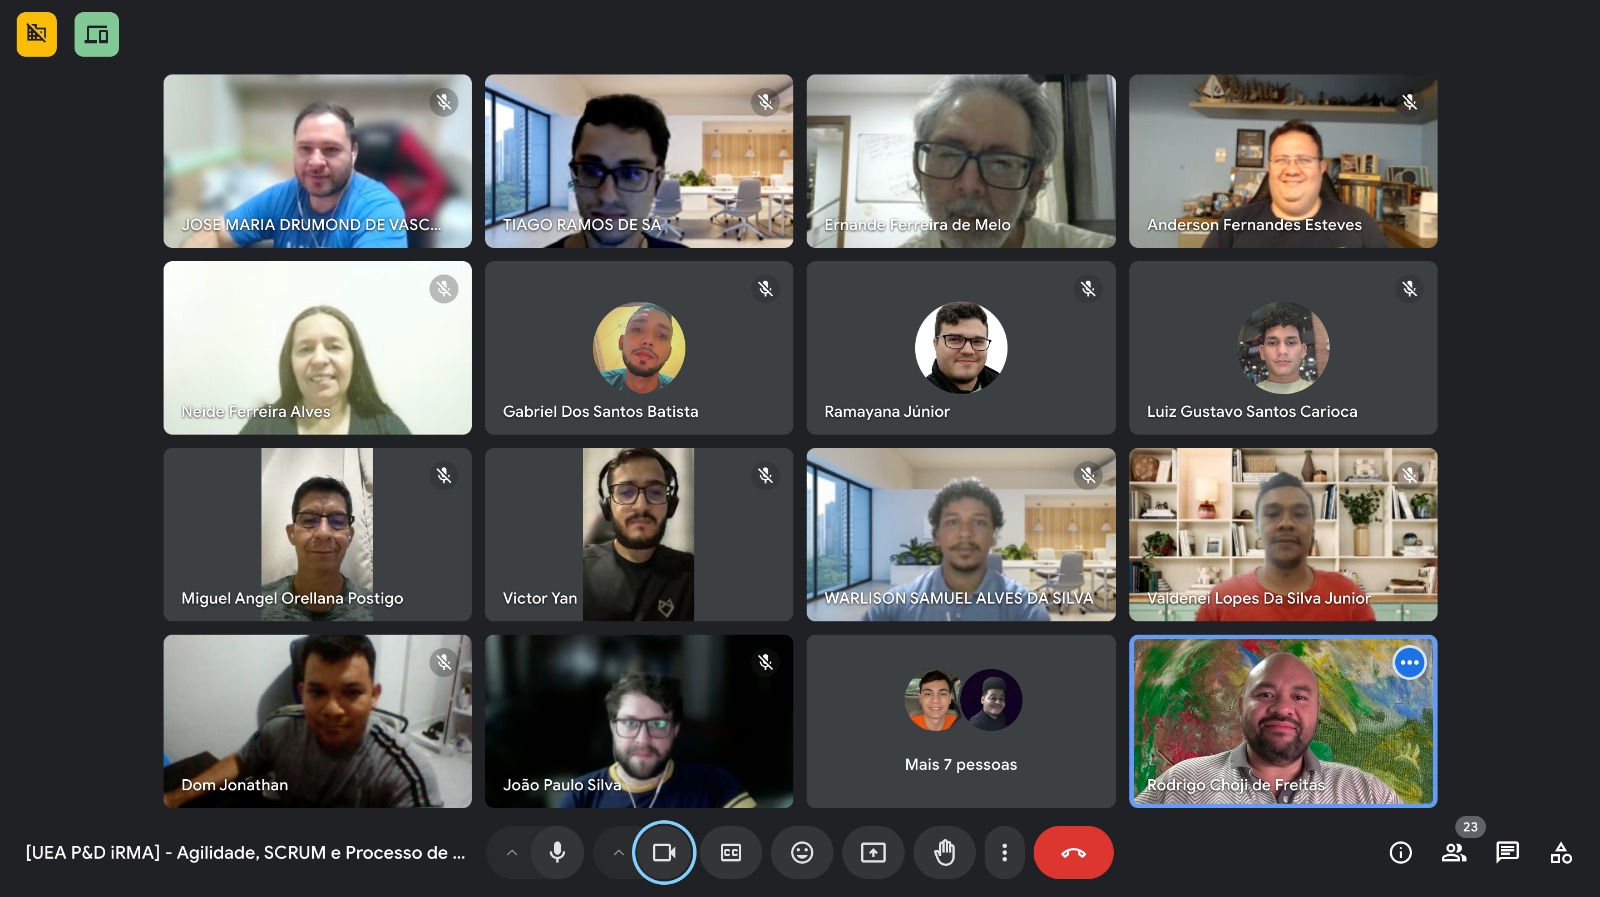 JOSE MARIA DRUMOND DE VASC...
TIAGO RAMOS DE SA
Ernande Ferreira de Melo
Anderson Fernandes Esteves
Neide Ferreira Alves
Gabriel Dos Santos Batista
Ramayana Júnior
Luiz Gustavo Santos Carioca
Miguel Angel Orellana Postigo
Victor Yan
WARLISON SAMUEL ALVES DA SILVA
Valdenei Lopes Da Silva Junior
Dom Jonathan
João Paulo Silva
Mais 7 pessoas
Rodrigo Choji de Freitas
[UEA P&D iRMA] - Agilidade, SCRUM e Processo de ...
CC
23